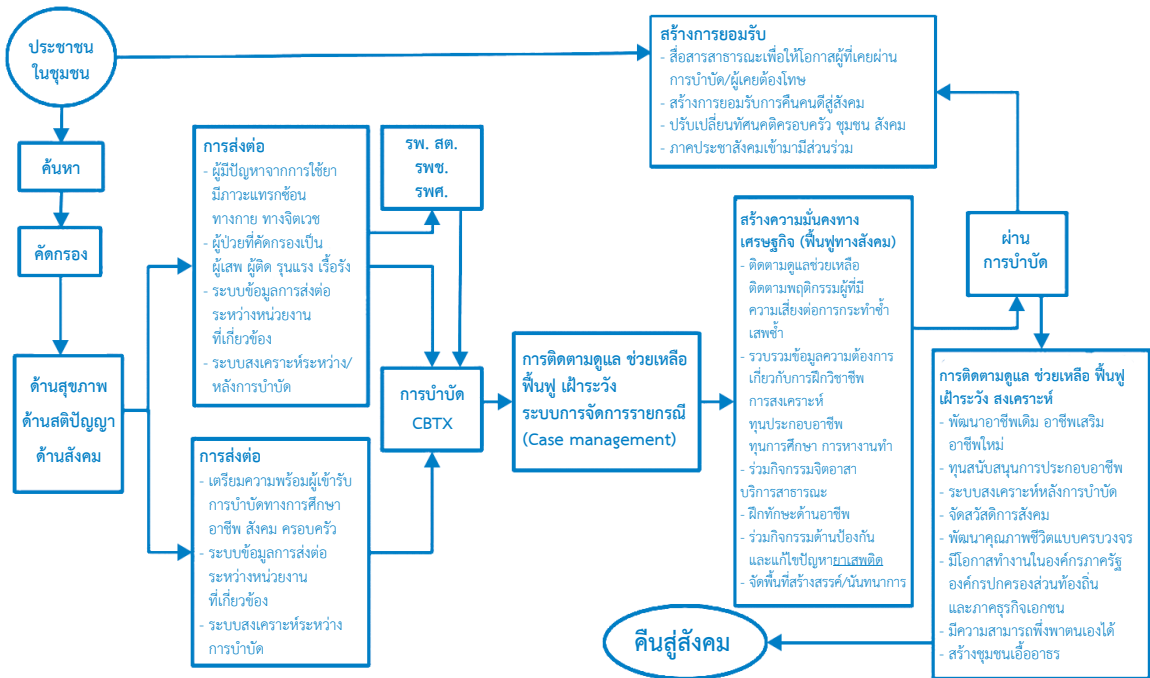 ประชาชน
ในชุมชน
ค้นหา
คัดกรอง
ด้านสุขภาพ
ด้านสติปัญญา
ด้านสังคม
การส่งต่อ
- ผู้มีปัญหาจากการใช้ยา
มีภาวะแทรกซ้อน
ทางกาย ทางจิตเวช
- ผู้ป่วยที่คัดกรองเป็น
ผู้เสพ ผู้ติด รุนแรง เรื้อรัง
- ระบบข้อมูลการส่งต่อ
ระหว่างหน่วยงาน
ที่เกี่ยวข้อง
- ระบบสงเคราะห์ระหว่าง/
หลังการบำบัด
การส่งต่อ
- เตรียมความพร้อมผู้เข้ารับ
การบำบัดทางการศึกษา
อาชีพ สังคม ครอบครัว
- ระบบข้อมูลการส่งต่อ
ระหว่างหน่วยงาน
ที่เกี่ยวข้อง
- ระบบสงเคราะห์ระหว่าง
การบำบัด
รพ. สต.
รพช.
รพศ.
การบำบัด
CBTX
การติดตามดูแล ช่วยเหลือ
ฟื้นฟู เฝ้าระวัง
ระบบการจัดการรายกรณี
(Case management)
สร้างการยอมรับ
- สื่อสารสาธารณะเพื่อให้โอกาสผู้ที่เคยผ่าน
การบำบัด/ผู้เคยต้องโทษ
- สร้างการยอมรับการคืนคนดีสู่สังคม
- ปรับเปลี่ยนทัศนคติครอบครัว ชุมชน สังคม
- ภาคประชาสังคมเข้ามามีส่วนร่วม
สร้างความมั่นคงทาง
เศรษฐกิจ (ฟื้นฟูทางสังคม)
- ติดตามดูแลช่วยเหลือ
ติดตามพฤติกรรมผู้ที่มี
ความเสี่ยงต่อการกระทำซ้ำ
เสพซ้ำ
- รวบรวมข้อมูลความต้องการ
เกี่ยวกับการฝึกวิชาชีพ
การสงเคราะห์
ทุนประกอบอาชีพ
ทุนการศึกษา การหางานทำ
- ร่วมกิจกรรมจิตอาสา
บริการสาธารณะ
- ฝึกทักษะด้านอาชีพ
- ร่วมกิจกรรมด้านป้องกัน
และแก้ไขปัญหายาเสพติด
- จัดพื้นที่สร้างสรรค์/นันทนาการ
ผ่าน
การบำบัด
การติดตามดูแล ช่วยเหลือ ฟื้นฟู
เฝ้าระวัง สงเคราะห์
- พัฒนาอาชีพเดิม อาชีพเสริม
อาชีพใหม่
- ทุนสนับสนุนการประกอบอาชีพ
- ระบบสงเคราะห์หลังการบำบัด
- จัดสวัสดิการสังคม
- พัฒนาคุณภาพชีวิตแบบครบวงจร
- มีโอกาสทำงานในองค์กรภาครัฐ
องค์กรปกครองส่วนท้องถิ่น
และภาคธุรกิจเอกชน
- มีความสามารถพึ่งพาตนเองได้
- สร้างชุมชนเอื้ออาธร
คืนสู่สังคม